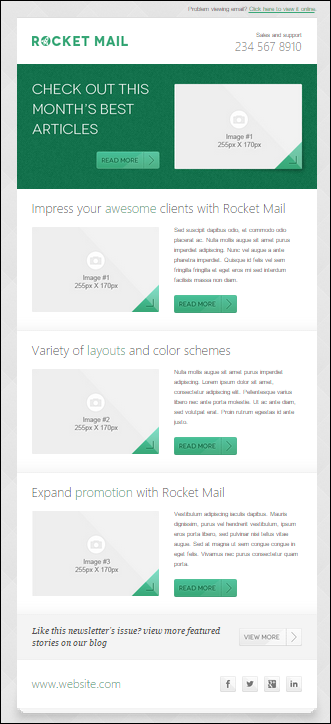 Problem viewing email? Click here to view it online.
ROCKET MAIL
Sales and support
234 567 8910
CHECK OUT THIS
MONTH'S BEST
ARTICLES
READ MORE
Image #1
255px X 170px
Impress your awesome clients with Rocket Mail
Image #1
255px X 170px
Sed suscipit dapibus odio, et commodo odio
placerat ac. Nulla mollis augue sit amet purus
imperdiet adipiscing. Nunc vel augue a ante
pharetra imperdiet. Quisque id felis vel sem
fringilla fringilla et eget eros mi sed interdum
facilisis massa non diam.
READ MORE
Variety of layouts and color schemes
Image #2
255px X 170px
Nulla mollis augue sit amet purus imperdiet
adipiscing. Lorem ipsum dolor sit amet,
consectetur adipiscing elit. Pellentesque varius
libero nec ante porta molestie. Ut ac ante diam,
sed volutpat erat. Proin rutrum egestas id ante
justo.
READ MORE
Expand promotion with Rocket Mail
Image #3
255px X 170px
Vestibulum adipiscing iaculis dapibus. Mauris
dignissim, purus vel hendrerit vestibulum, ipsum
eros porta libero, sed pulvinar nisi tellus vitae
augue. Sed at magna ut sem congue congue in
eget felis. Vivamus nec purus consectetur quam
porta.
READ MORE
Like this newsletter's issue? view more featured
stories on our blog
VIEW MORE
www.website.com